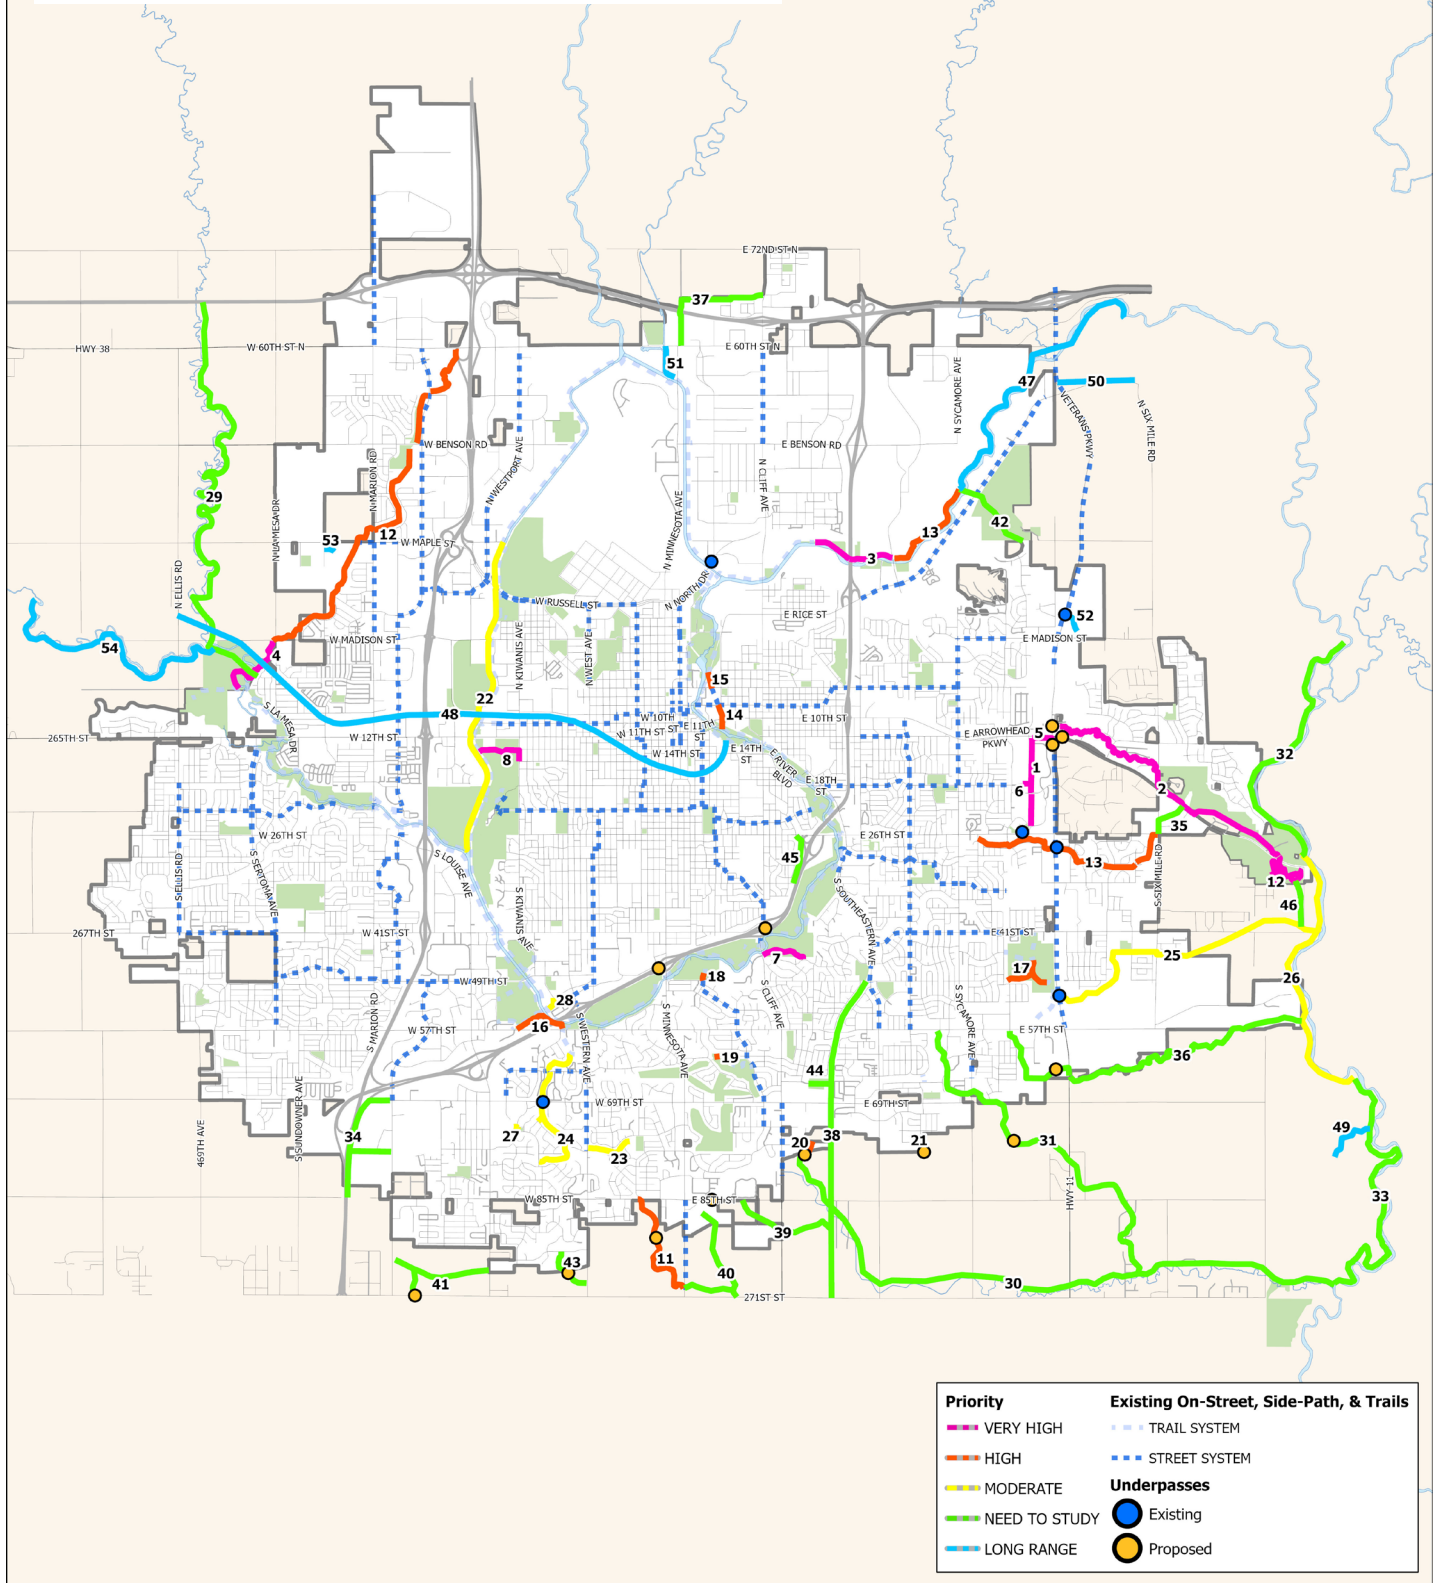 E 72ND ST N
37
HWY 38
W 60TH ST N
E 60TH ST N
51
47
50
N SYCAMORE AVE
VETERANS PKWY
N SIX MILE RD
W BENSON RD
E BENSON RD
N WESTPORT AVE
N MARION RD
N CLIFF AVE
29
N LA MESA DR
N MINNESOTA AVE
42
12
13
53
W MAPLE ST
3
N ELLIS RD
N NORTH DR
W RUSSELL ST
E RICE ST
52
54
W MADISON ST
E MADISON ST
4
N KIWANIS AVE
N WEST AVE
15
22
S LA MESA DR
48
14
W 10TH
E 10TH ST
W 11TH ST
ST
E 11TH
ST
265TH ST
W 12TH ST
E ARROWHEAD
PKWY
5
W 14TH ST
E 14TH
ST
E RIVER
BLVD
8
1
32
E 18TH
ST
6
2
35
W 26TH ST
E 26TH ST
S LOUISE AVE
45
13
S SIX MILE RD
S ELLIS RD
S SERTOMA AVE
S SOUTHEASTERN AVE
12
46
S KIWANIS AVE
267TH ST
W 41ST ST
E 41ST ST
7
25
W 49TH ST
18
17
26
S MARION RD
28
S CLIFF AVE
S SYCAMORE AVE
16
W 57TH ST
S WESTERN AVE
S MINNESOTA AVE
E 57TH ST
19
36
44
S SUNDOWNER AVE
W 69TH ST
E 69TH ST
469TH AVE
34
27
24
23
20
38
21
31
49
W 85TH ST
E 85TH ST
HWY 11
33
39
43
11
40
41
30
271ST ST
Priority
VERY HIGH
HIGH
MODERATE
NEED TO STUDY
LONG RANGE
Existing On-Street, Side-Path, & Trails
TRAIL SYSTEM
STREET SYSTEM
Underpasses
Existing
Proposed